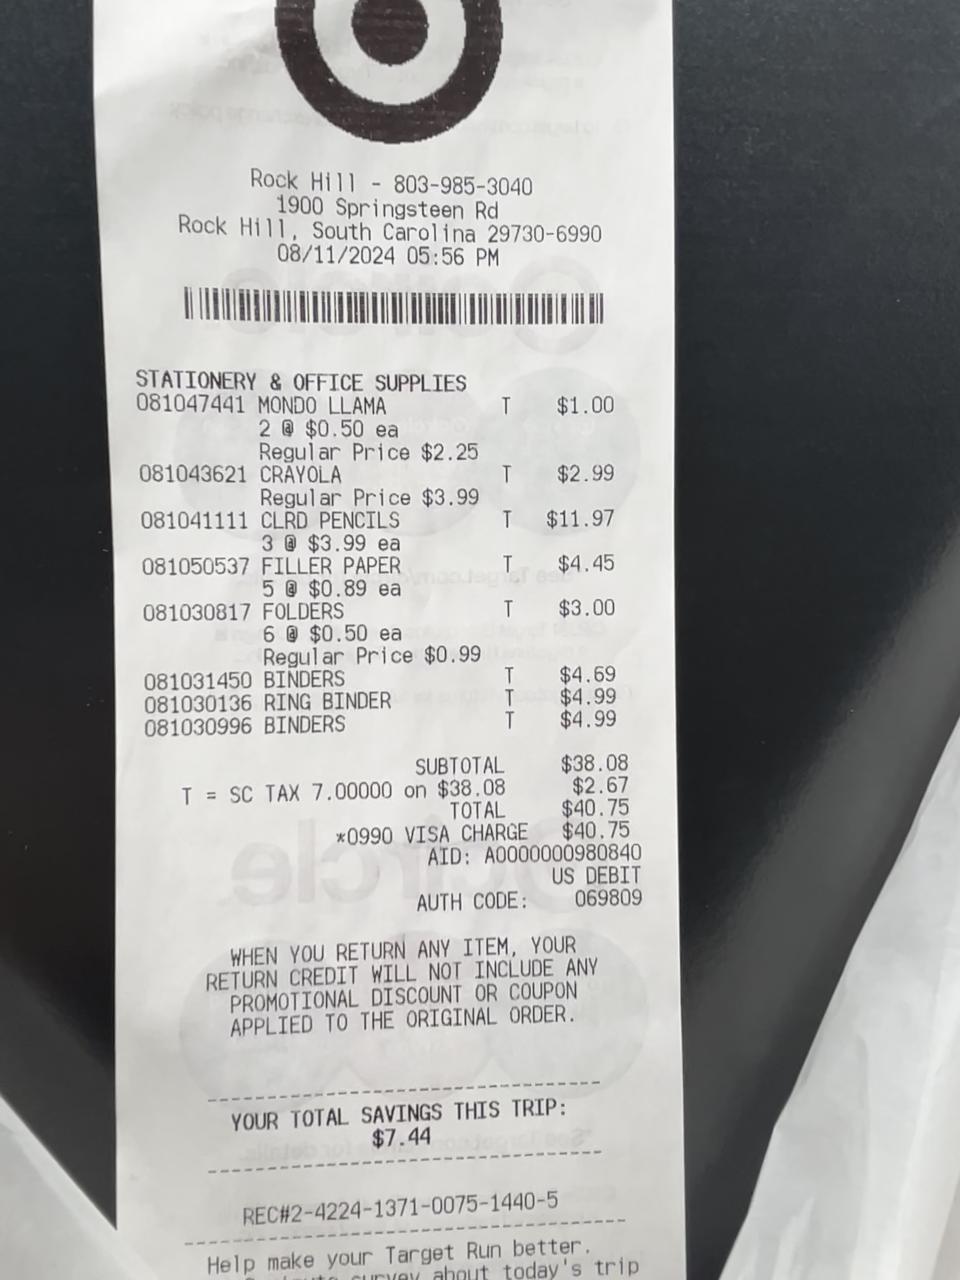 Rock Hill - 803-985-3040
1900 Springsteen Rd
Rock Hill, South Carolina 29730-6990
08/11/2024 05:56 PM
STATIONERY & OFFICE SUPPLIES
081047441 MONDO LLAMA T $1.00
2 @ $0.50 ea
Regular Price $2.25
081043621 CRAYOLA T $2.99
Regular Price $3.99
081041111 CLRD PENCILS T $11.97
3 @ $3.99 ea
081050537 FILLER PAPER T $4.45
5 @ $0.89 ea
081030817 FOLDERS T $3.00
6 @ $0.50 ea
Regular Price $0.99
081031450 BINDERS T $4.69
081030136 RING BINDER T $4.99
081030996 BINDERS T $4.99
SUBTOTAL $38.08
T = SC TAX 7.00000 on $38.08 $2.67
TOTAL $40.75
*0990 VISA CHARGE $40.75
AID: A0000000980840
US DEBIT
AUTH CODE: 069809
WHEN YOU RETURN ANY ITEM, YOUR
RETURN CREDIT WILL NOT INCLUDE ANY
PROMOTIONAL DISCOUNT OR COUPON
APPLIED TO THE ORIGINAL ORDER.
YOUR TOTAL SAVINGS THIS TRIP:
$7.44
REC#2-4224-1371-0075-1440-5
Help make your Target Run better.
survey about today's trip